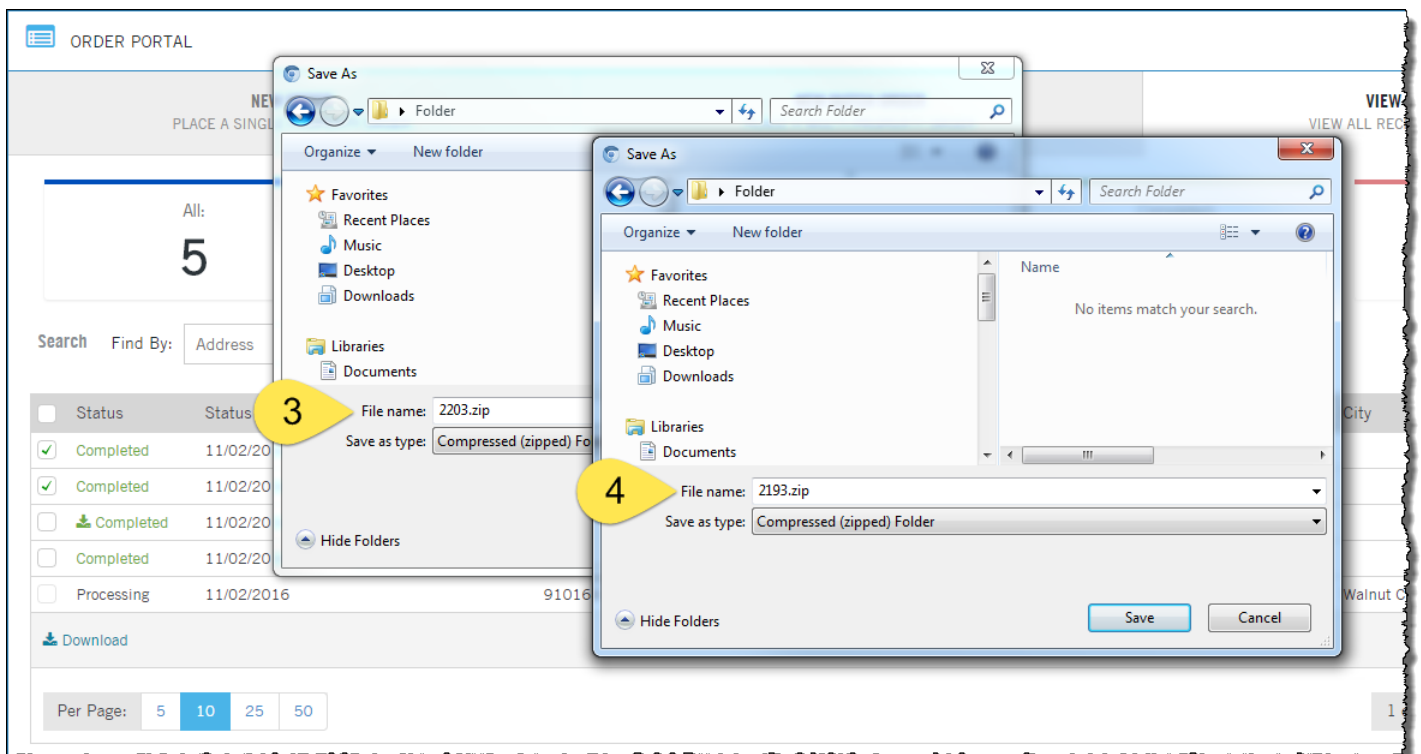 ORDER PORTAL
NEW
PLACE A SINGL
VIEW
VIEW ALL REC
All:
5
Search Find By: Address
Status Status City
Completed 11/02/20
Completed 11/02/20
Completed 11/02/20
Completed 11/02/20
Processing 11/02/2016 91016 Walnut C
Download
Per Page: 5 10 25 50
1
Save As
Folder
Search Folder
Organize New folder
Favorites
Recent Places
Music
Desktop
Downloads
Libraries
Documents
3
File name: 2203.zip
Save as type: Compressed (zipped) Fo
Hide Folders
Save As
Folder
Search Folder
Organize New folder
Favorites
Recent Places
Music
Desktop
Downloads
Libraries
Documents
Name
No items match your search.
4
File name: 2193.zip
Save as type: Compressed (zipped) Folder
Hide Folders
Save Cancel